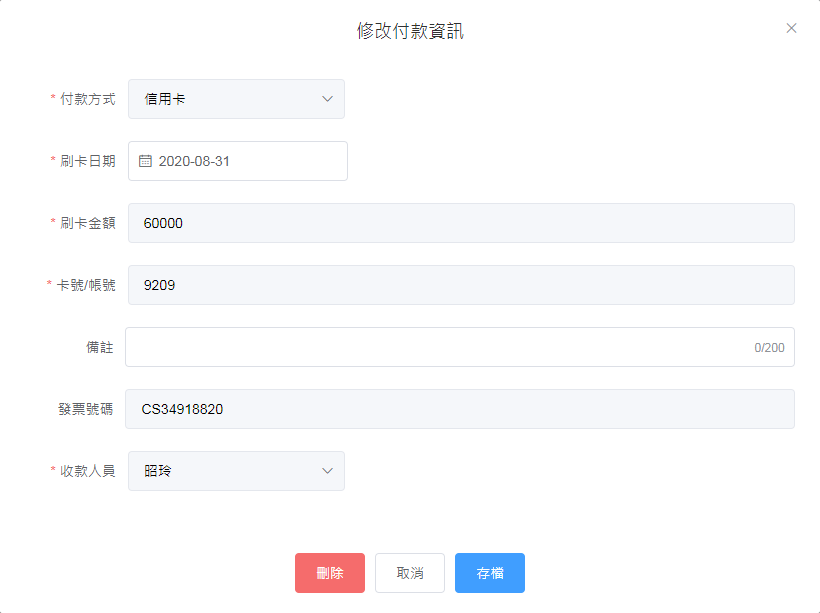 修改付款資訊
* 付款方式 信用卡
* 刷卡日期 2020-08-31
* 刷卡金額 60000
* 卡號/帳號 9209
備註 0/200
發票號碼 CS34918820
* 收款人員 昭玲
刪除 取消 存檔